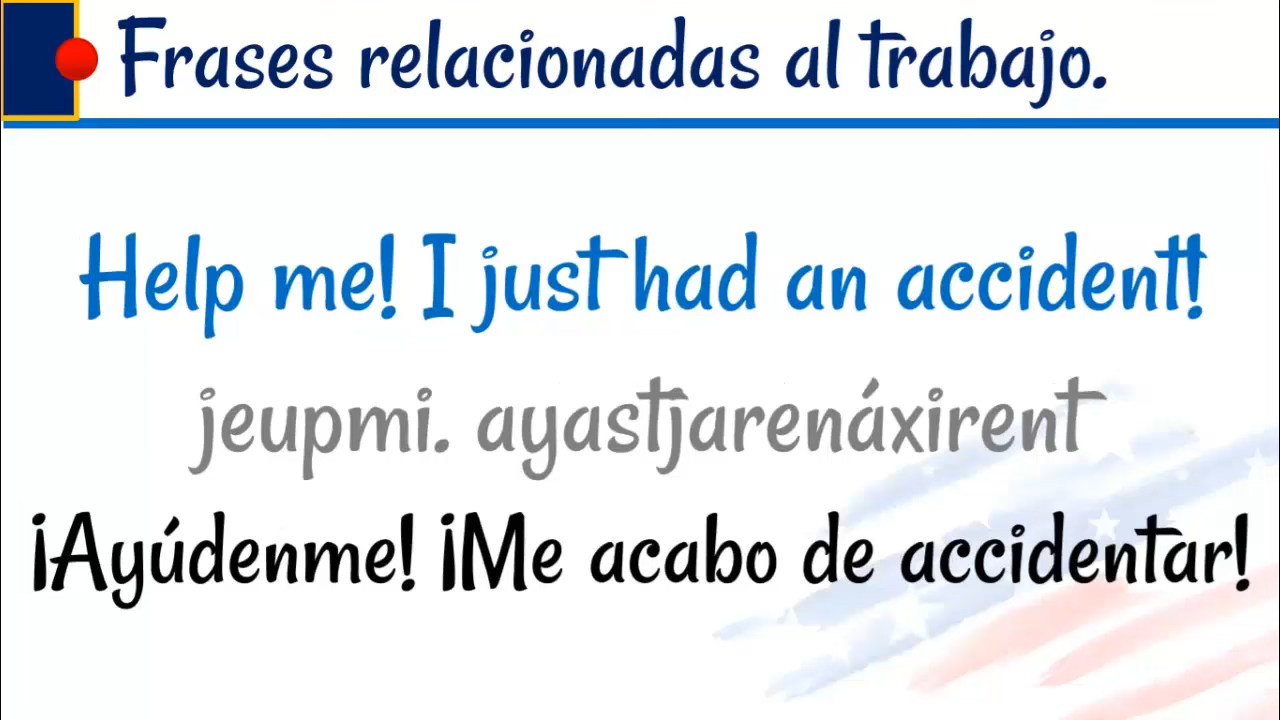 Frases relacionadas al trabajo.
Help me! I just had an accident!
jeupmi. ayastjarenáxirent
¡Ayúdenme! ¡Me acabo de accidentar!